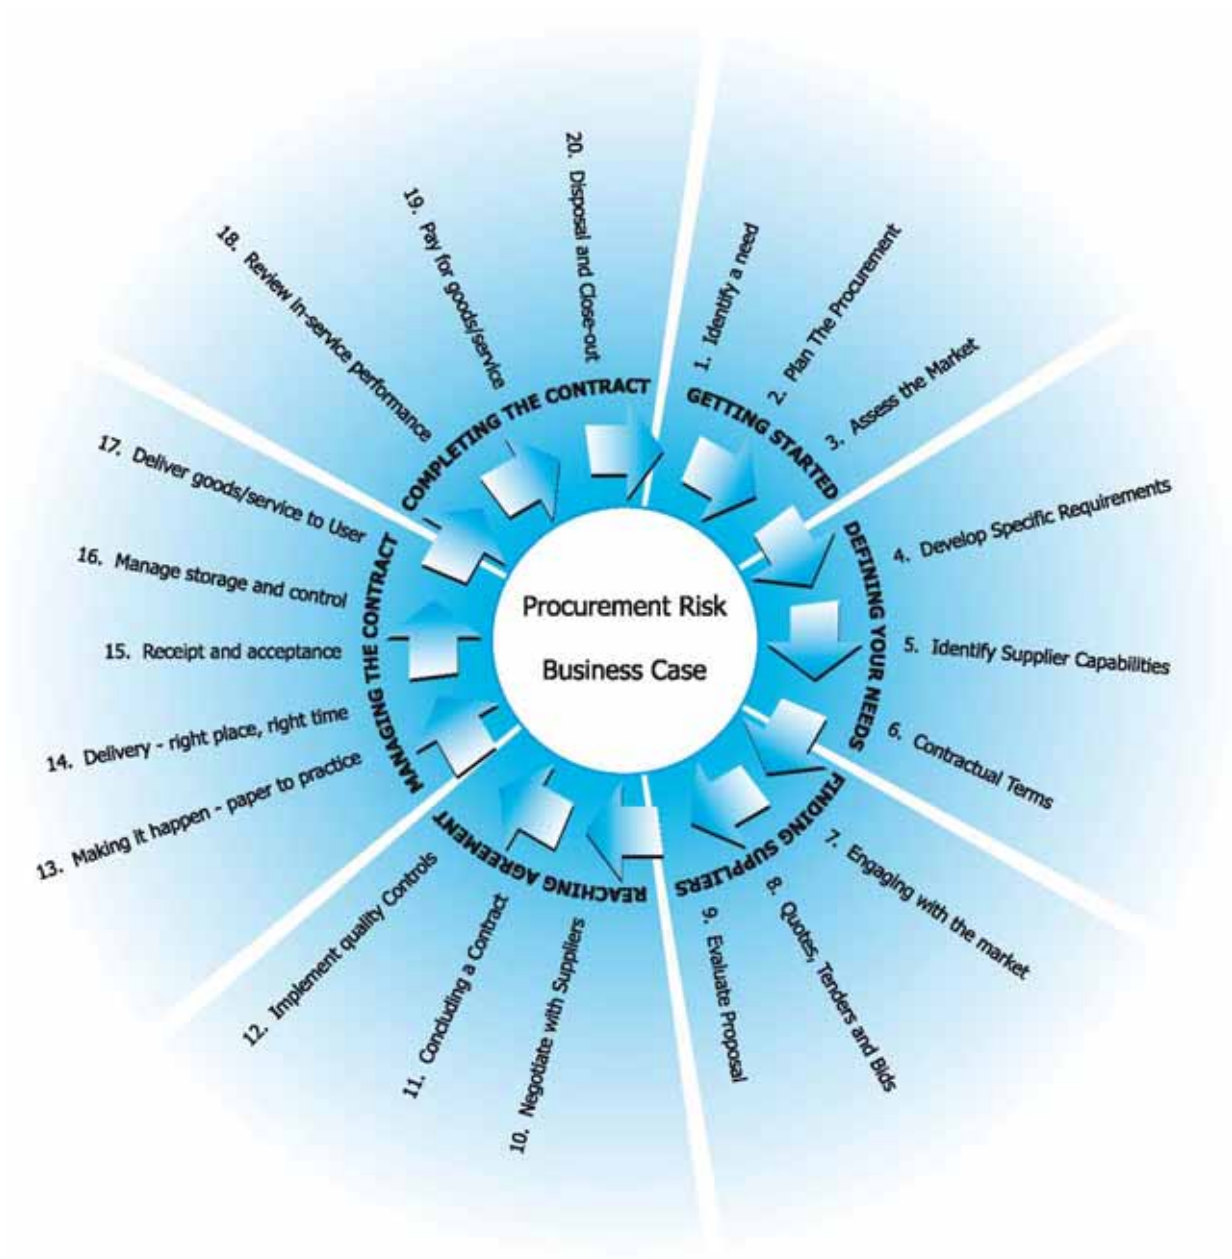 Procurement Risk
Business Case
GETTING STARTED
1. Identify a need
2. Plan The Procurement
3. Assess the Market
DEFINING YOUR NEEDS
4. Develop Specific Requirements
5. Identify Supplier Capabilities
6. Contractual Terms
FINDING SUPPLIERS
7. Engaging with the market
8. Quotes, Tenders and Bids
9. Evaluate Proposal
REACHING AGREEMENT
10. Negotiate with Suppliers
11. Concluding a Contract
12. Implement quality Controls
MANAGING THE CONTRACT
13. Making it happen - paper to practice
14. Delivery - right place, right time
15. Receipt and acceptance
16. Manage storage and control
17. Deliver goods/service to User
COMPLETING THE CONTRACT
18. Review in-service performance
19. Pay for goods/service
20. Disposal and Close-out